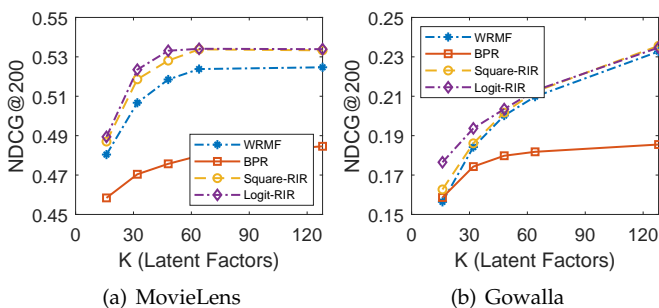 NDCG@200
0.55
0.53
0.51
0.49
0.47
0.45
WRMF
BPR
Square-RIR
Logit-RIR
0 30 60 90 120
K (Latent Factors)
(a) MovieLens
NDCG@200
0.25
0.23
0.21
0.19
0.17
0.15
WRMF
BPR
Square-RIR
Logit-RIR
0 30 60 90 120
K (Latent Factors)
(b) Gowalla